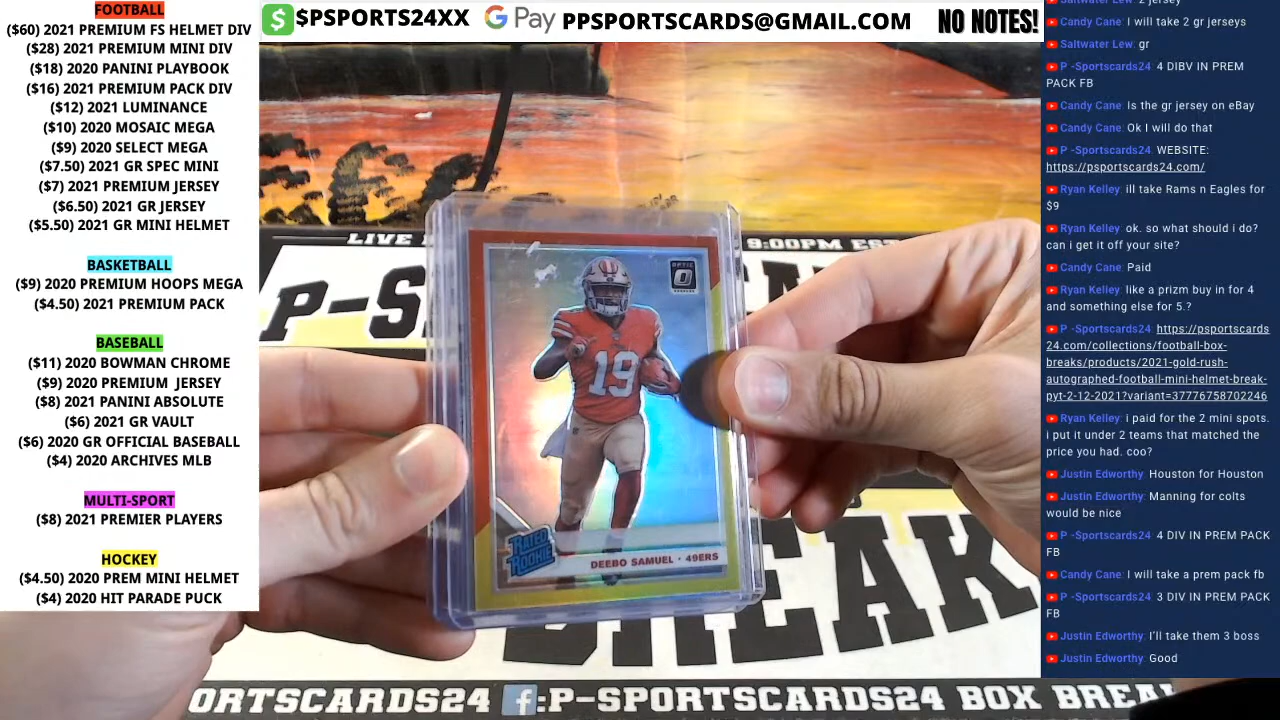 FOOTBALL
($60) 2021 PREMIUM FS HELMET DIV
($28) 2021 PREMIUM MINI DIV
($18) 2020 PANINI PLAYBOOK
($16) 2021 PREMIUM PACK DIV
($12) 2021 LUMINANCE
($10) 2020 MOSAIC MEGA
($9) 2020 SELECT MEGA
($7.50) 2021 GR SPEC MINI
($7) 2021 PREMIUM JERSEY
($6.50) 2021 GR JERSEY
($5.50) 2021 GR MINI HELMET
BASKETBALL
($9) 2020 PREMIUM HOOPS MEGA
($4.50) 2021 PREMIUM PACK
BASEBALL
($11) 2020 BOWMAN CHROME
($9) 2020 PREMIUM JERSEY
($8) 2021 PANINI ABSOLUTE
($6) 2021 GR VAULT
($6) 2020 GR OFFICIAL BASEBALL
($4) 2020 ARCHIVES MLB
MULTI-SPORT
($8) 2021 PREMIER PLAYERS
HOCKEY
($4.50) 2020 PREM MINI HELMET
($4) 2020 HIT PARADE PUCK
$PSPORTS24XX G Pay PPSPORTSCARDS@GMAIL.COM NO NOTES!
LIVE
9:00PM EST
P-S
OPTIC
19
RATED
ROOKIE
DEEBO SAMUEL • 49ERS
BREAK
ORTSCARDS24 f:P-SPORTSCARDS24 BOX BREA
Saltwater Lew: 2 jersey
Candy Cane: I will take 2 gr jerseys
Saltwater Lew: gr
P -Sportscards24 4 DIBV IN PREM
PACK FB
Candy Cane: Is the gr jersey on eBay
Candy Cane: Ok I will do that
P -Sportscards24 WEBSITE:
https://psportscards24.com/
Ryan Kelley: ill take Rams n Eagles for
$9
Ryan Kelley: ok. so what should i do?
can i get it off your site?
Candy Cane: Paid
Ryan Kelley: like a prizm buy in for 4
and something else for 5.?
P -Sportscards24 https://psportscards
24.com/collections/football-box-
breaks/products/2021-gold-rush-
autographed-football-mini-helmet-break-
pyt-2-12-2021?variant=37776758702246
Ryan Kelley: i paid for the 2 mini spots.
i put it under 2 teams that matched the
price you had. coo?
Justin Edworthy: Houston for Houston
Justin Edworthy: Manning for colts
would be nice
P -Sportscards24 4 DIV IN PREM PACK
FB
Candy Cane: I will take a prem pack fb
P -Sportscards24 3 DIV IN PREM PACK
FB
Justin Edworthy: I'll take them 3 boss
Justin Edworthy: Good